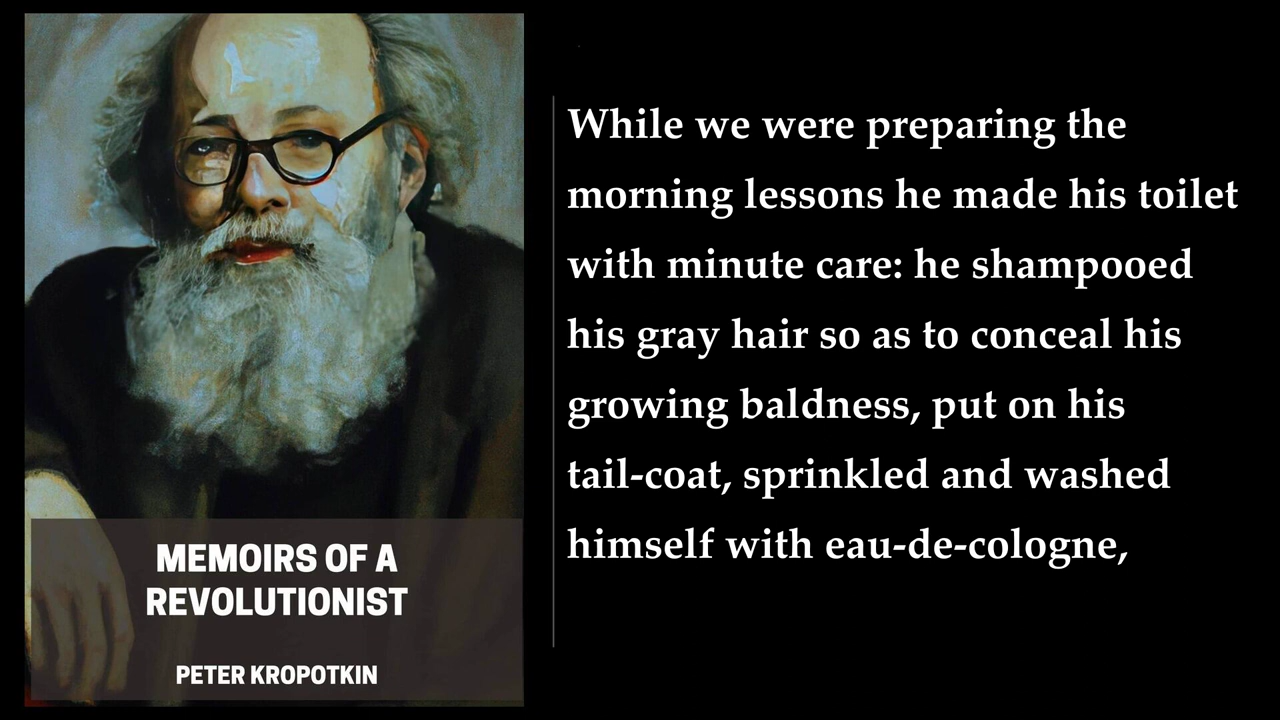 MEMOIRS OF A
REVOLUTIONIST
PETER KROPOTKIN
While we were preparing the
morning lessons he made his toilet
with minute care: he shampooed
his gray hair so as to conceal his
growing baldness, put on his
tail-coat, sprinkled and washed
himself with eau-de-cologne,